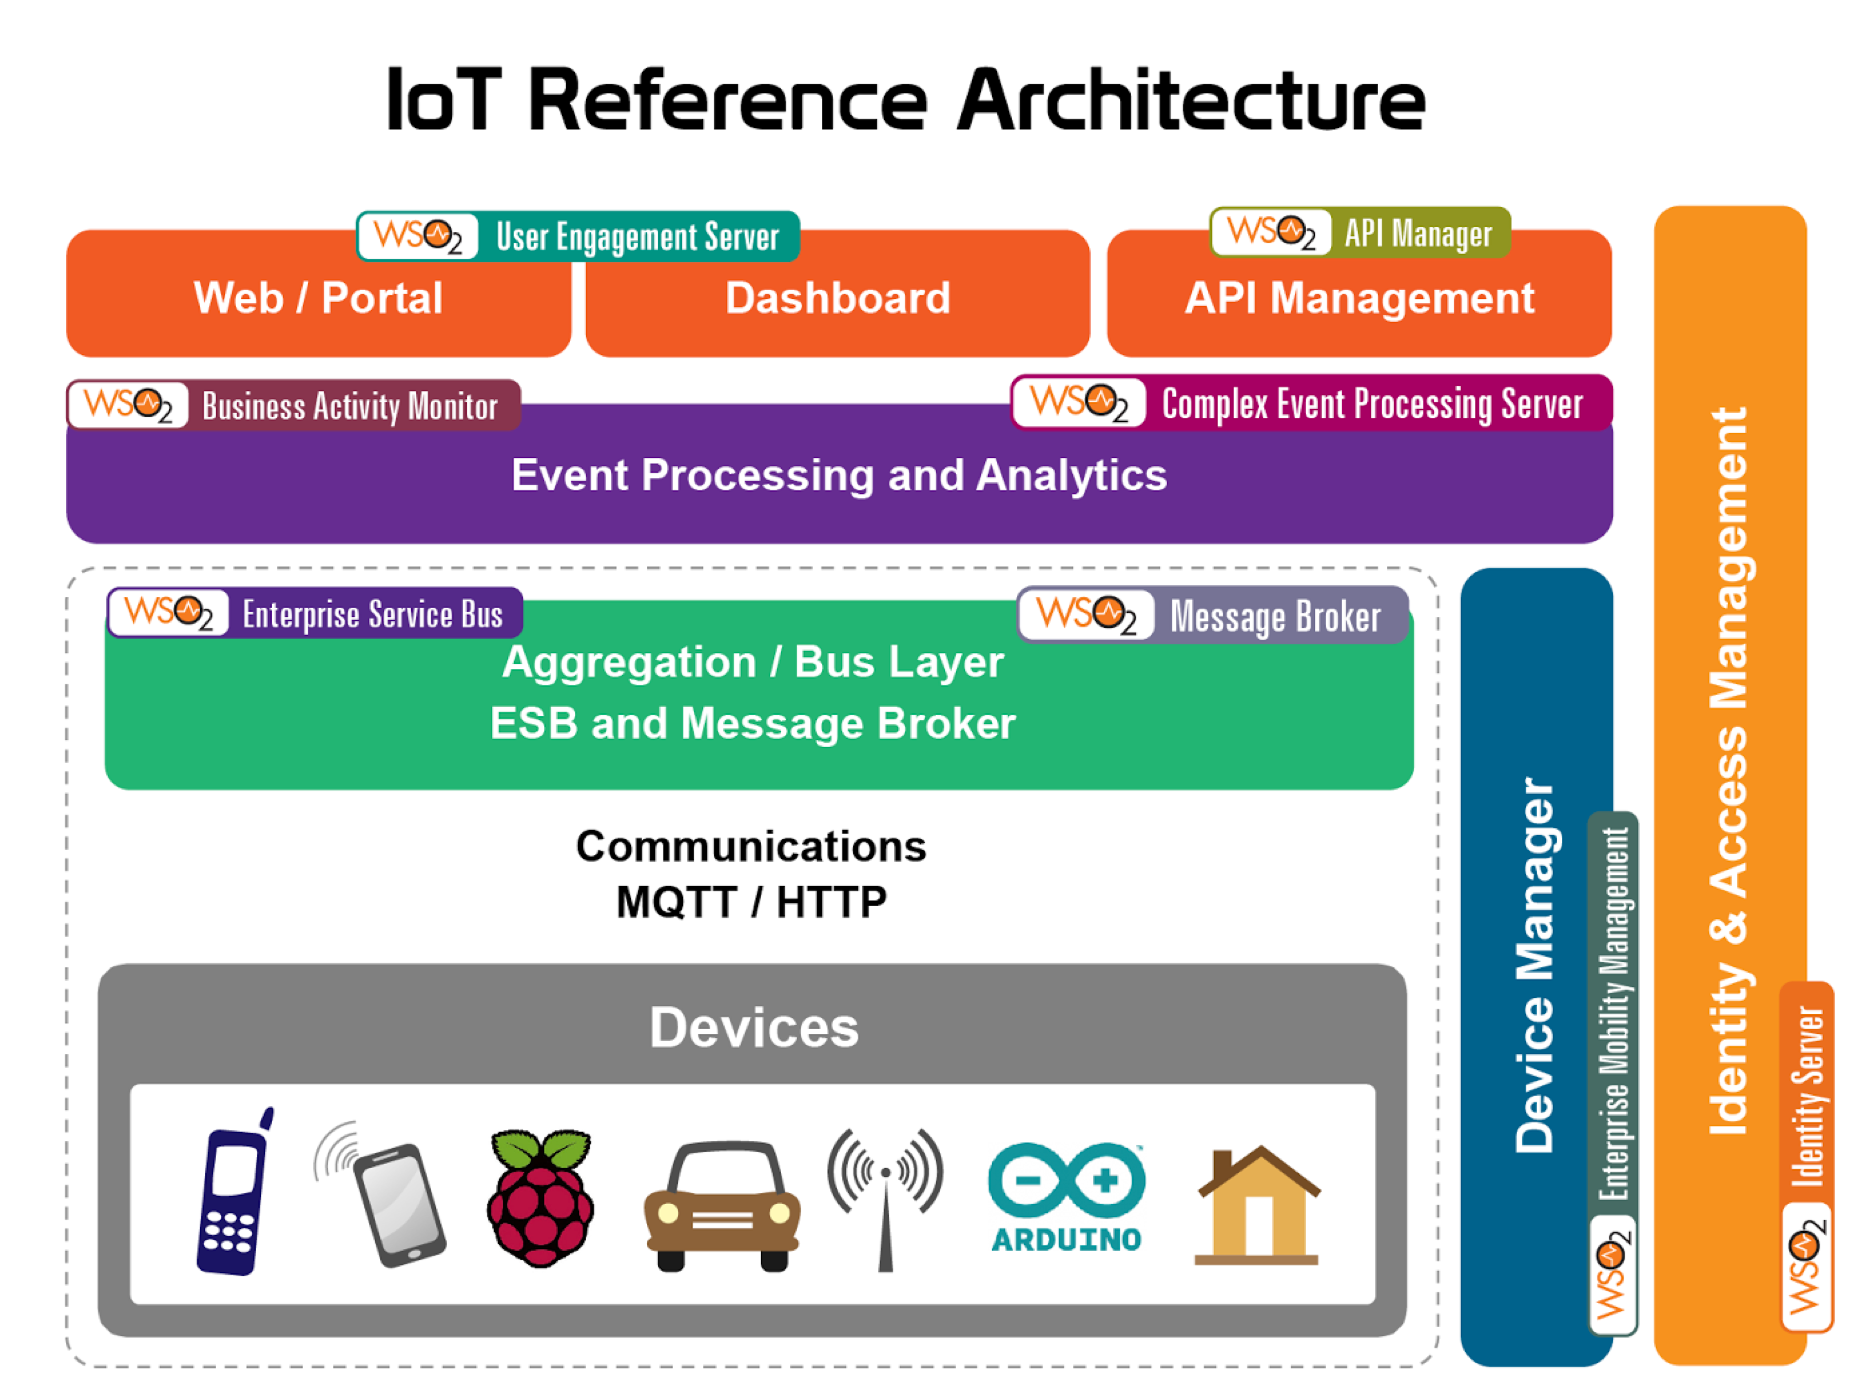 IoT Reference Architecture
WSO2 User Engagement Server
WSO2 API Manager
Web / Portal
Dashboard
API Management
WSO2 Business Activity Monitor
WSO2 Complex Event Processing Server
Event Processing and Analytics
WSO2 Enterprise Service Bus
WSO2 Message Broker
Aggregation / Bus Layer
ESB and Message Broker
Communications
MQTT / HTTP
Devices
ARDUINO
Device Manager
WSO2 Enterprise Mobility Management
Identity & Access Management
WSO2 Identity Server